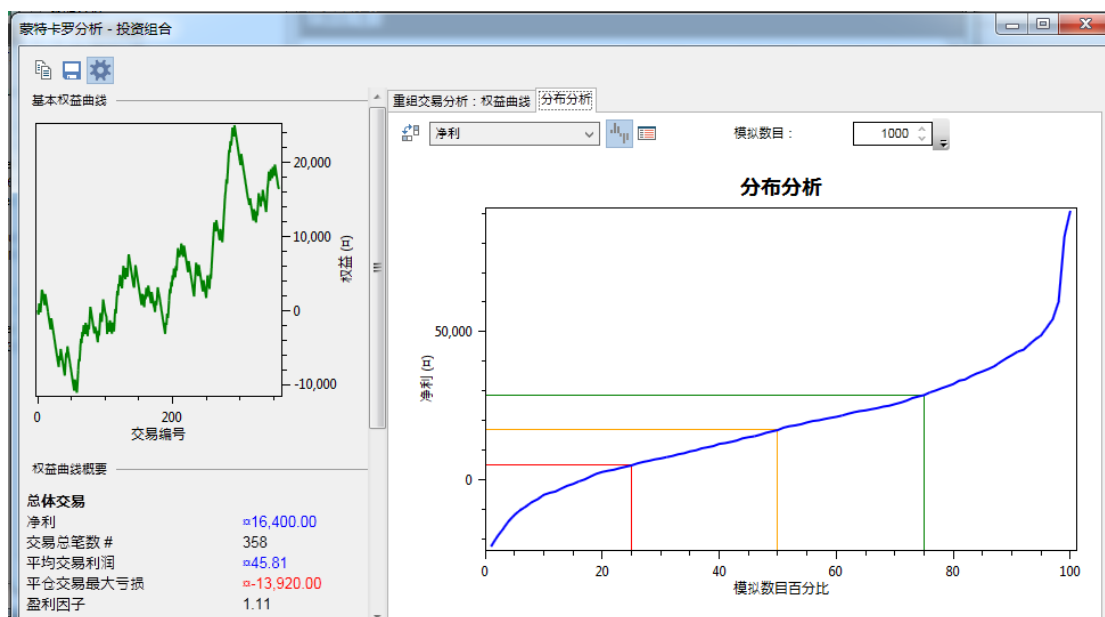 蒙特卡罗分析 - 投资组合
基本权益曲线
20,000
10,000
0
-10,000
权益 (¤)
0
200
交易编号
权益曲线概要
总体交易
净利 ¤16,400.00
交易总笔数 # 358
平均交易利润 ¤45.81
平仓交易最大亏损 ¤-13,920.00
盈利因子 1.11
重组交易分析：权益曲线 分布分析
净利 模拟数目： 1000
分布分析
50,000
0
净利 (¤)
0 20 40 60 80 100
模拟数目百分比